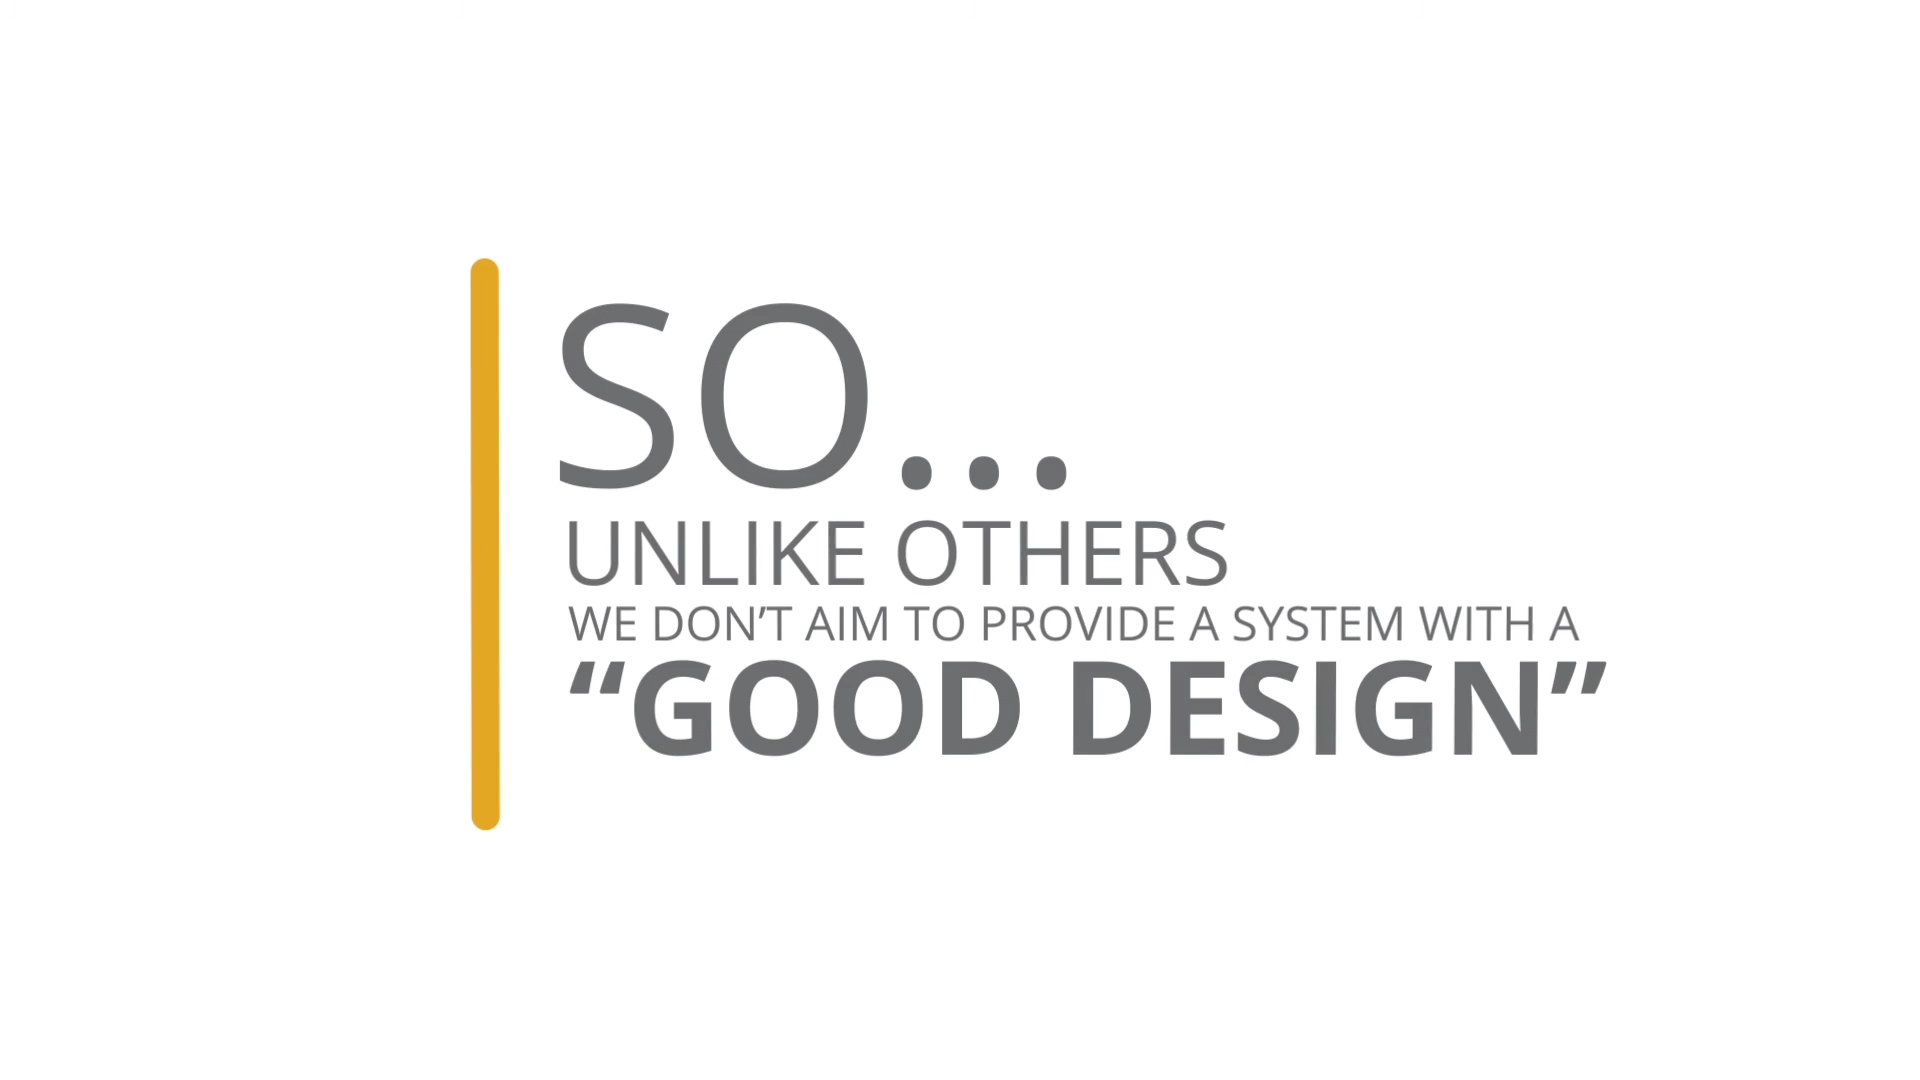 SO...
UNLIKE OTHERS
WE DON’T AIM TO PROVIDE A SYSTEM WITH A
“GOOD DESIGN”